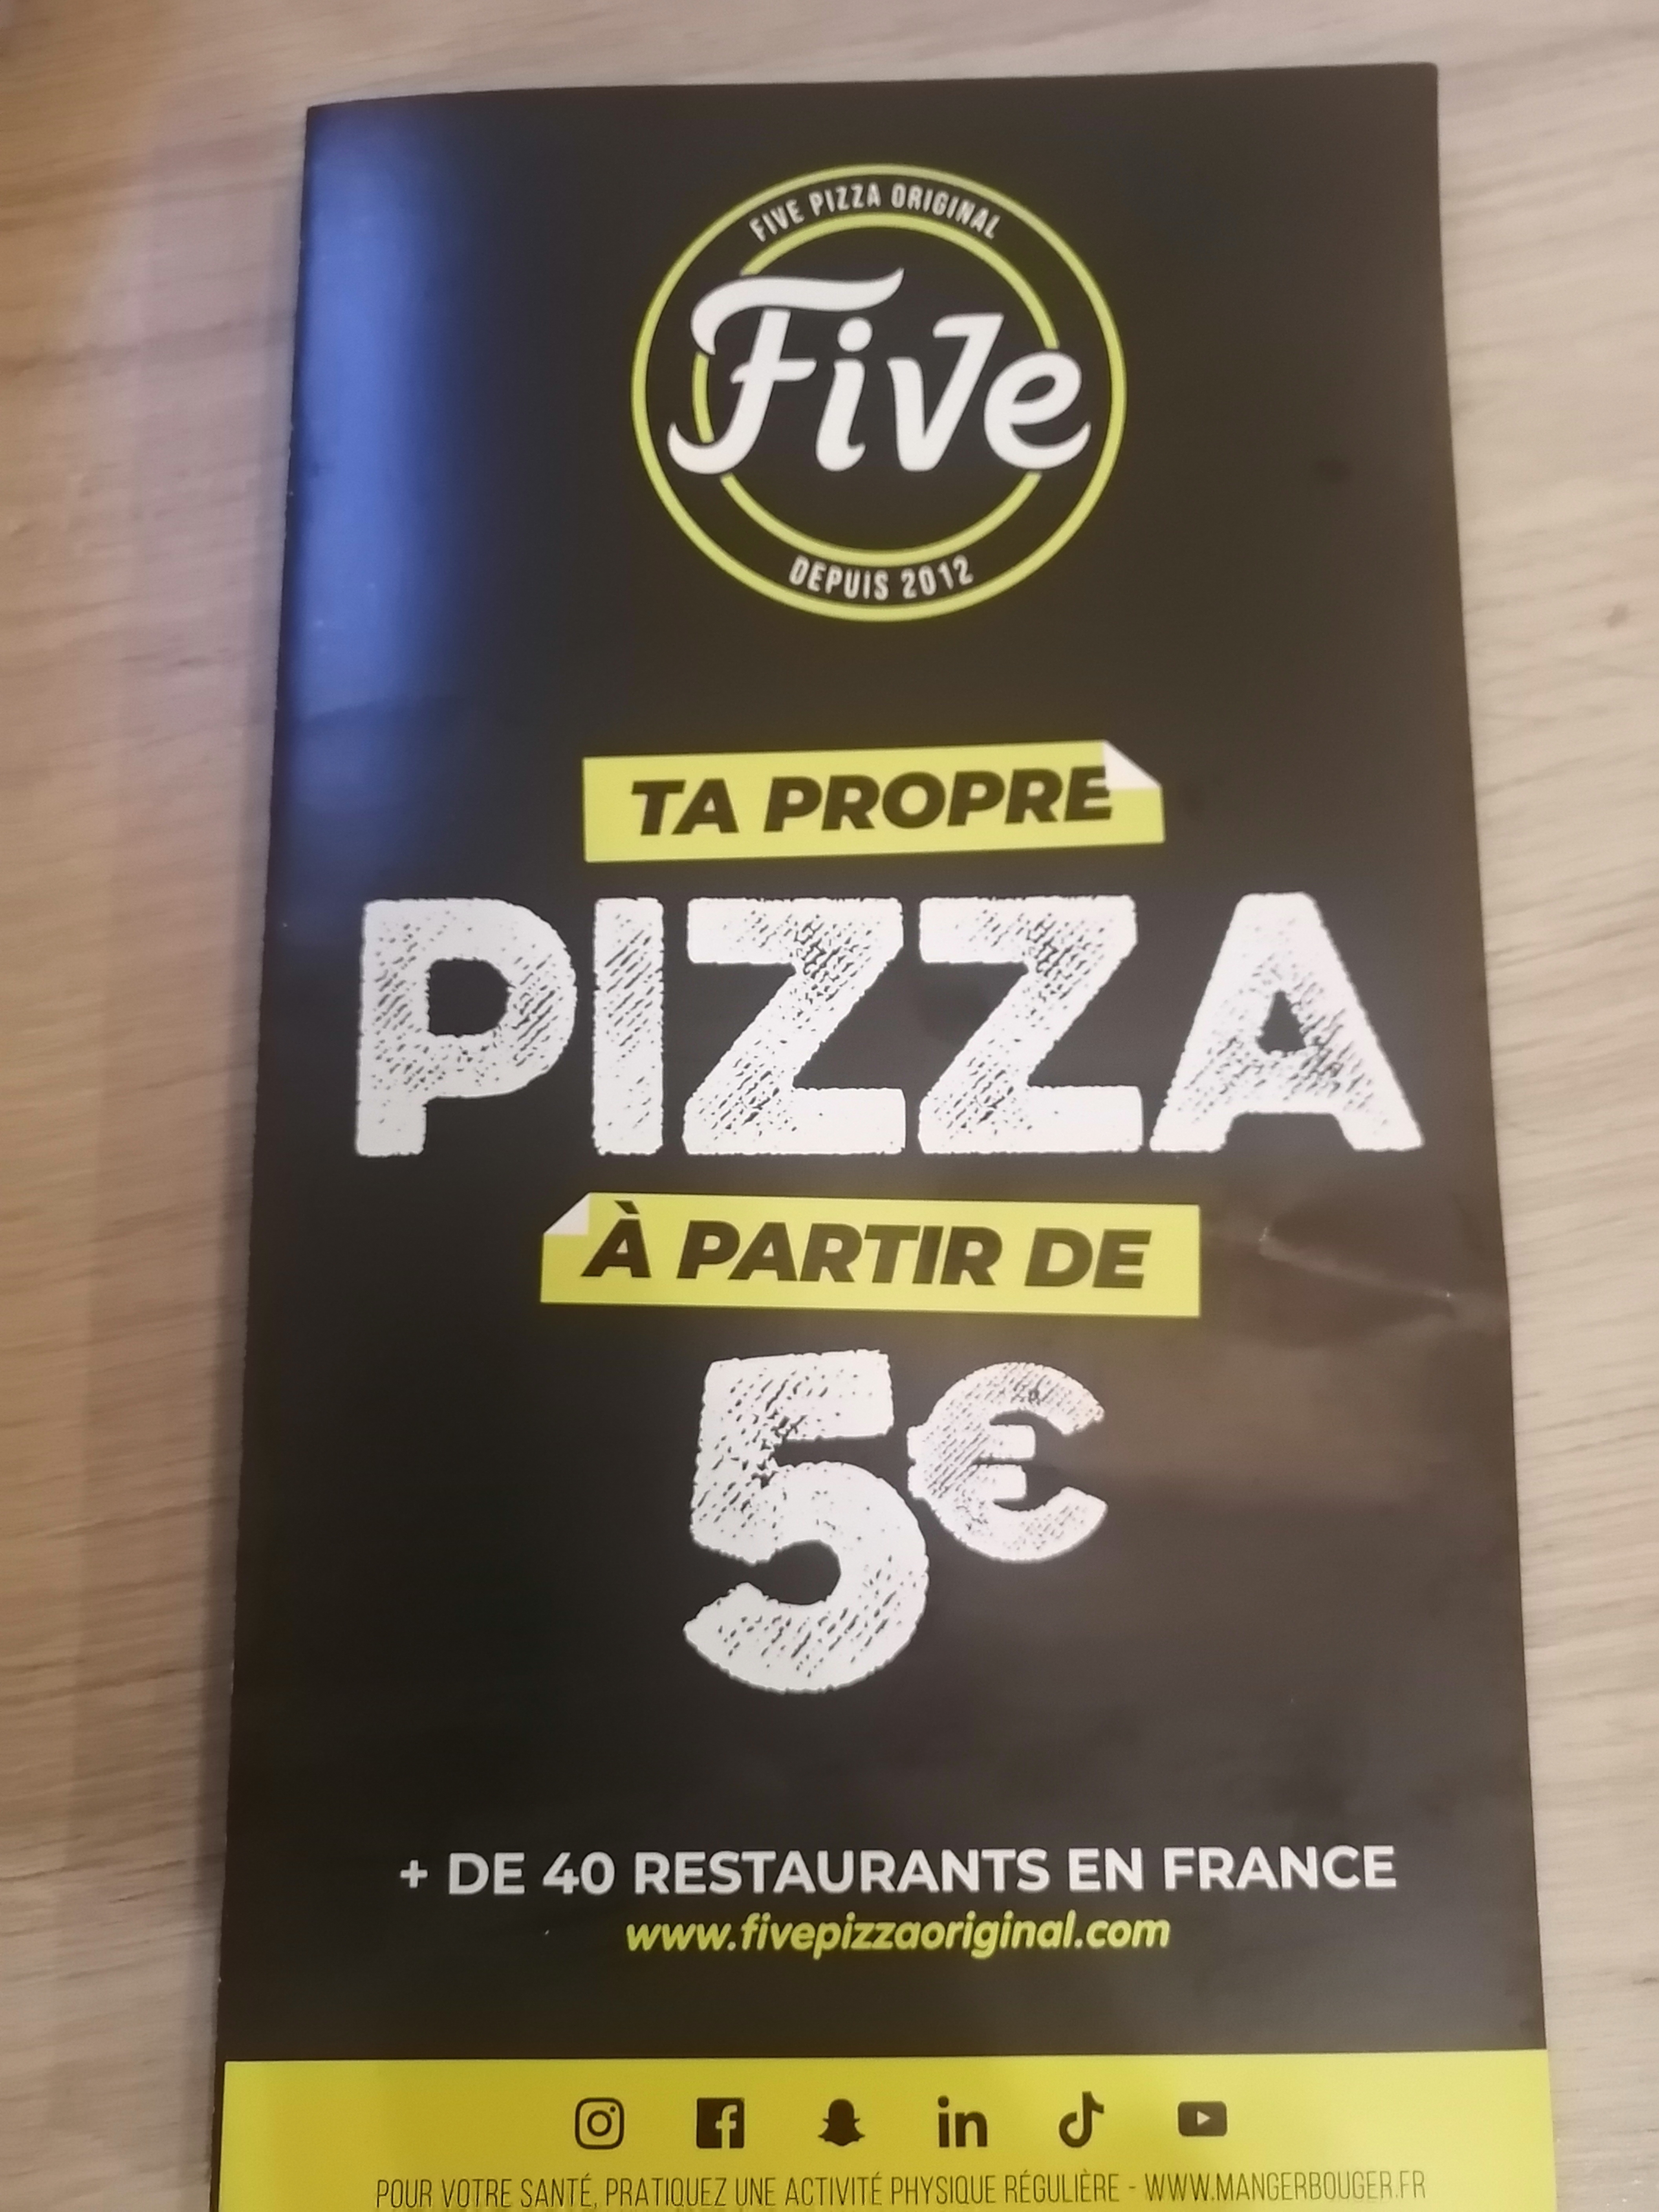 FIVE PIZZA ORIGINAL
Five
DEPUIS 2012
TA PROPRE
PIZZA
À PARTIR DE
5€
+ DE 40 RESTAURANTS EN FRANCE
www.fivepizzaoriginal.com
POUR VOTRE SANTÉ, PRATIQUEZ UNE ACTIVITÉ PHYSIQUE RÉGULIÈRE - WWW.MANGERBOUGER.FR